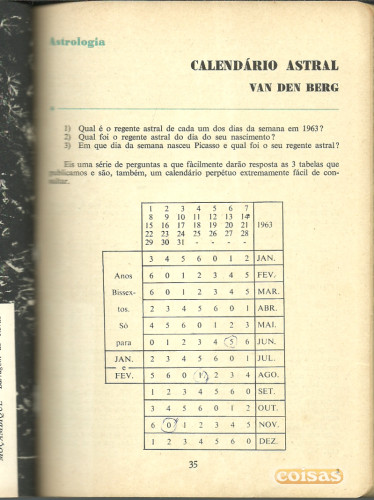 Astrologia
CALENDÁRIO ASTRAL
VAN DEN BERG
1) Qual é o regente astral de cada um dos dias da semana em 1963?
2) Qual foi o regente astral do dia do seu nascimento?
3) Em que dia da semana nasceu Picasso e qual foi o seu regente astral?
Eis uma série de perguntas a que fàcilmente darão resposta as 3 tabelas que
publicamos e são, também, um calendário perpétuo extremamente fácil de con-
sultar.
1 2 3 4 5 6 7
8 9 10 11 12 13 14
15 16 17 18 19 20 21 1963
22 23 24 25 26 27 28
29 30 31 - - - -
3 4 5 6 0 1 2 JAN.
Anos 6 0 1 2 3 4 5 FEV.
Bissex- 6 0 1 2 3 4 5 MAR.
tos. 2 3 4 5 6 0 1 ABR.
Só 4 5 6 0 1 2 3 MAI.
para 0 1 2 3 4 5 6 JUN.
JAN. 2 3 4 5 6 0 1 JUL.
e
FEV. 5 6 0 1 2 3 4 AGO.
1 2 3 4 5 6 0 SET.
3 4 5 6 0 1 2 OUT.
6 0 1 2 3 4 5 NOV.
1 2 3 4 5 6 0 DEZ.
35
coisas
MOÇAMBIQUE